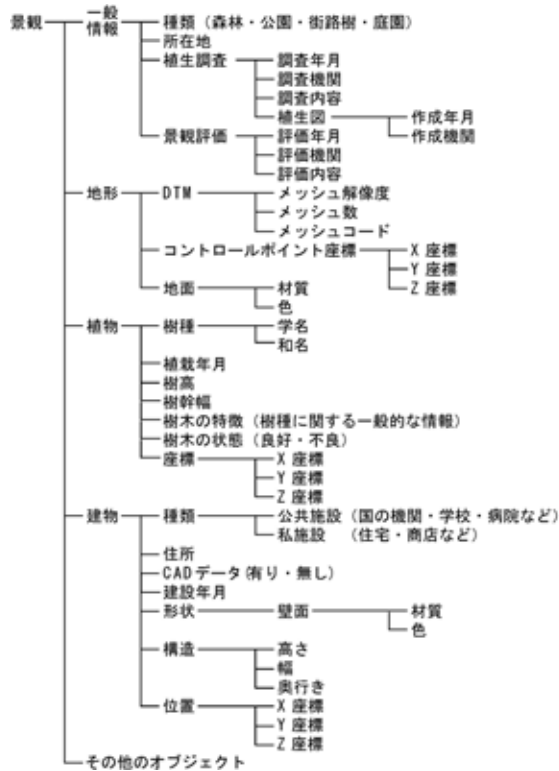 景観 一般情報 種類（森林・公園・街路樹・庭園）
所在地
植生調査 調査年月
調査機関
調査内容
植生図 作成年月
作成機関
景観評価 評価年月
評価機関
評価内容
地形 DTM メッシュ解像度
メッシュ数
メッシュコード
コントロールポイント座標 X 座標
Y 座標
Z 座標
地面 材質
色
植物 樹種 学名
和名
植栽年月
樹高
樹幹幅
樹木の特徴（樹種に関する一般的な情報）
樹木の状態（良好・不良）
座標 X 座標
Y 座標
Z 座標
建物 種類 公共施設（国の機関・学校・病院など）
私施設 （住宅・商店など）
住所
CADデータ(有り・無し）
建設年月
形状 壁面 材質
色
構造 高さ
幅
奥行き
位置 X 座標
Y 座標
Z 座標
その他のオブジェクト